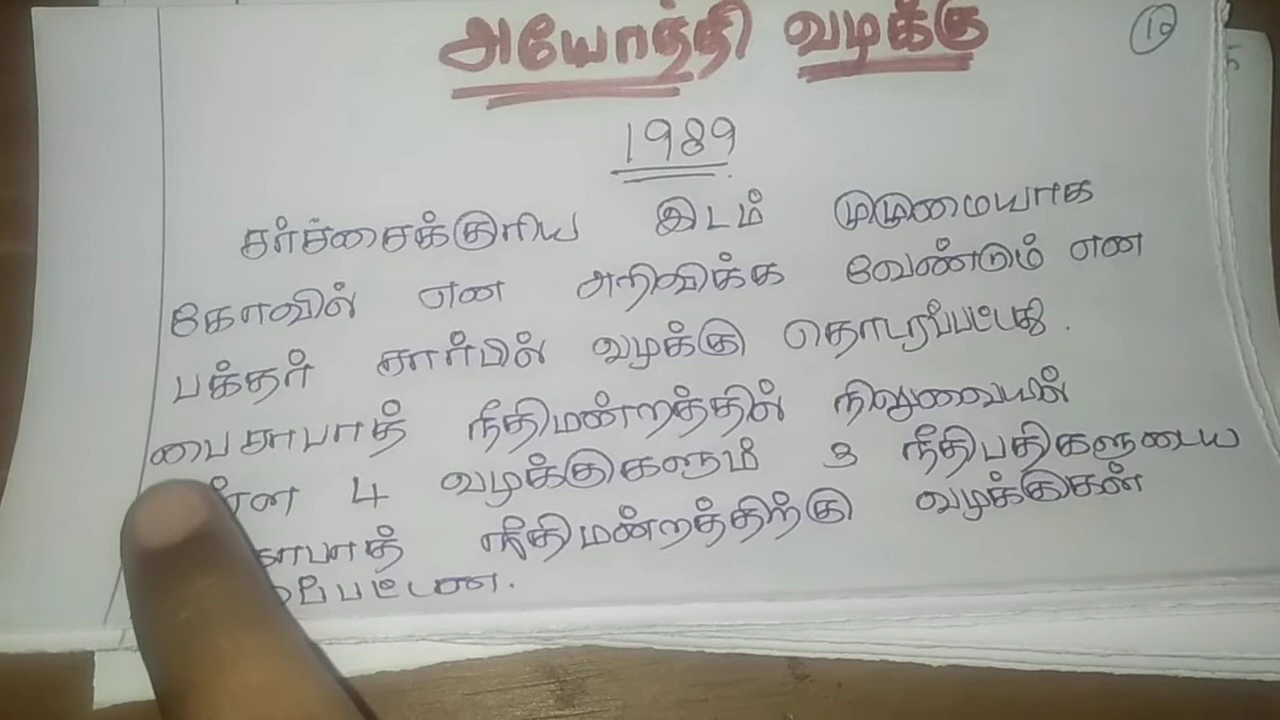 அயோத்தி வழக்கு
10
1989
சர்ச்சைக்குரிய இடம் முழுமையாக
கோவில் என அறிவிக்க வேண்டும் என
பக்தர் சார்பில் வழக்கு தொடரப்பட்டது.
பைசாபாத் நீதிமன்றத்தில் நிலுவையின்
4 வழக்குகளும் 3 நீதிபதிகளுடைய
நீதிமன்றத்திற்கு வழக்குகள்